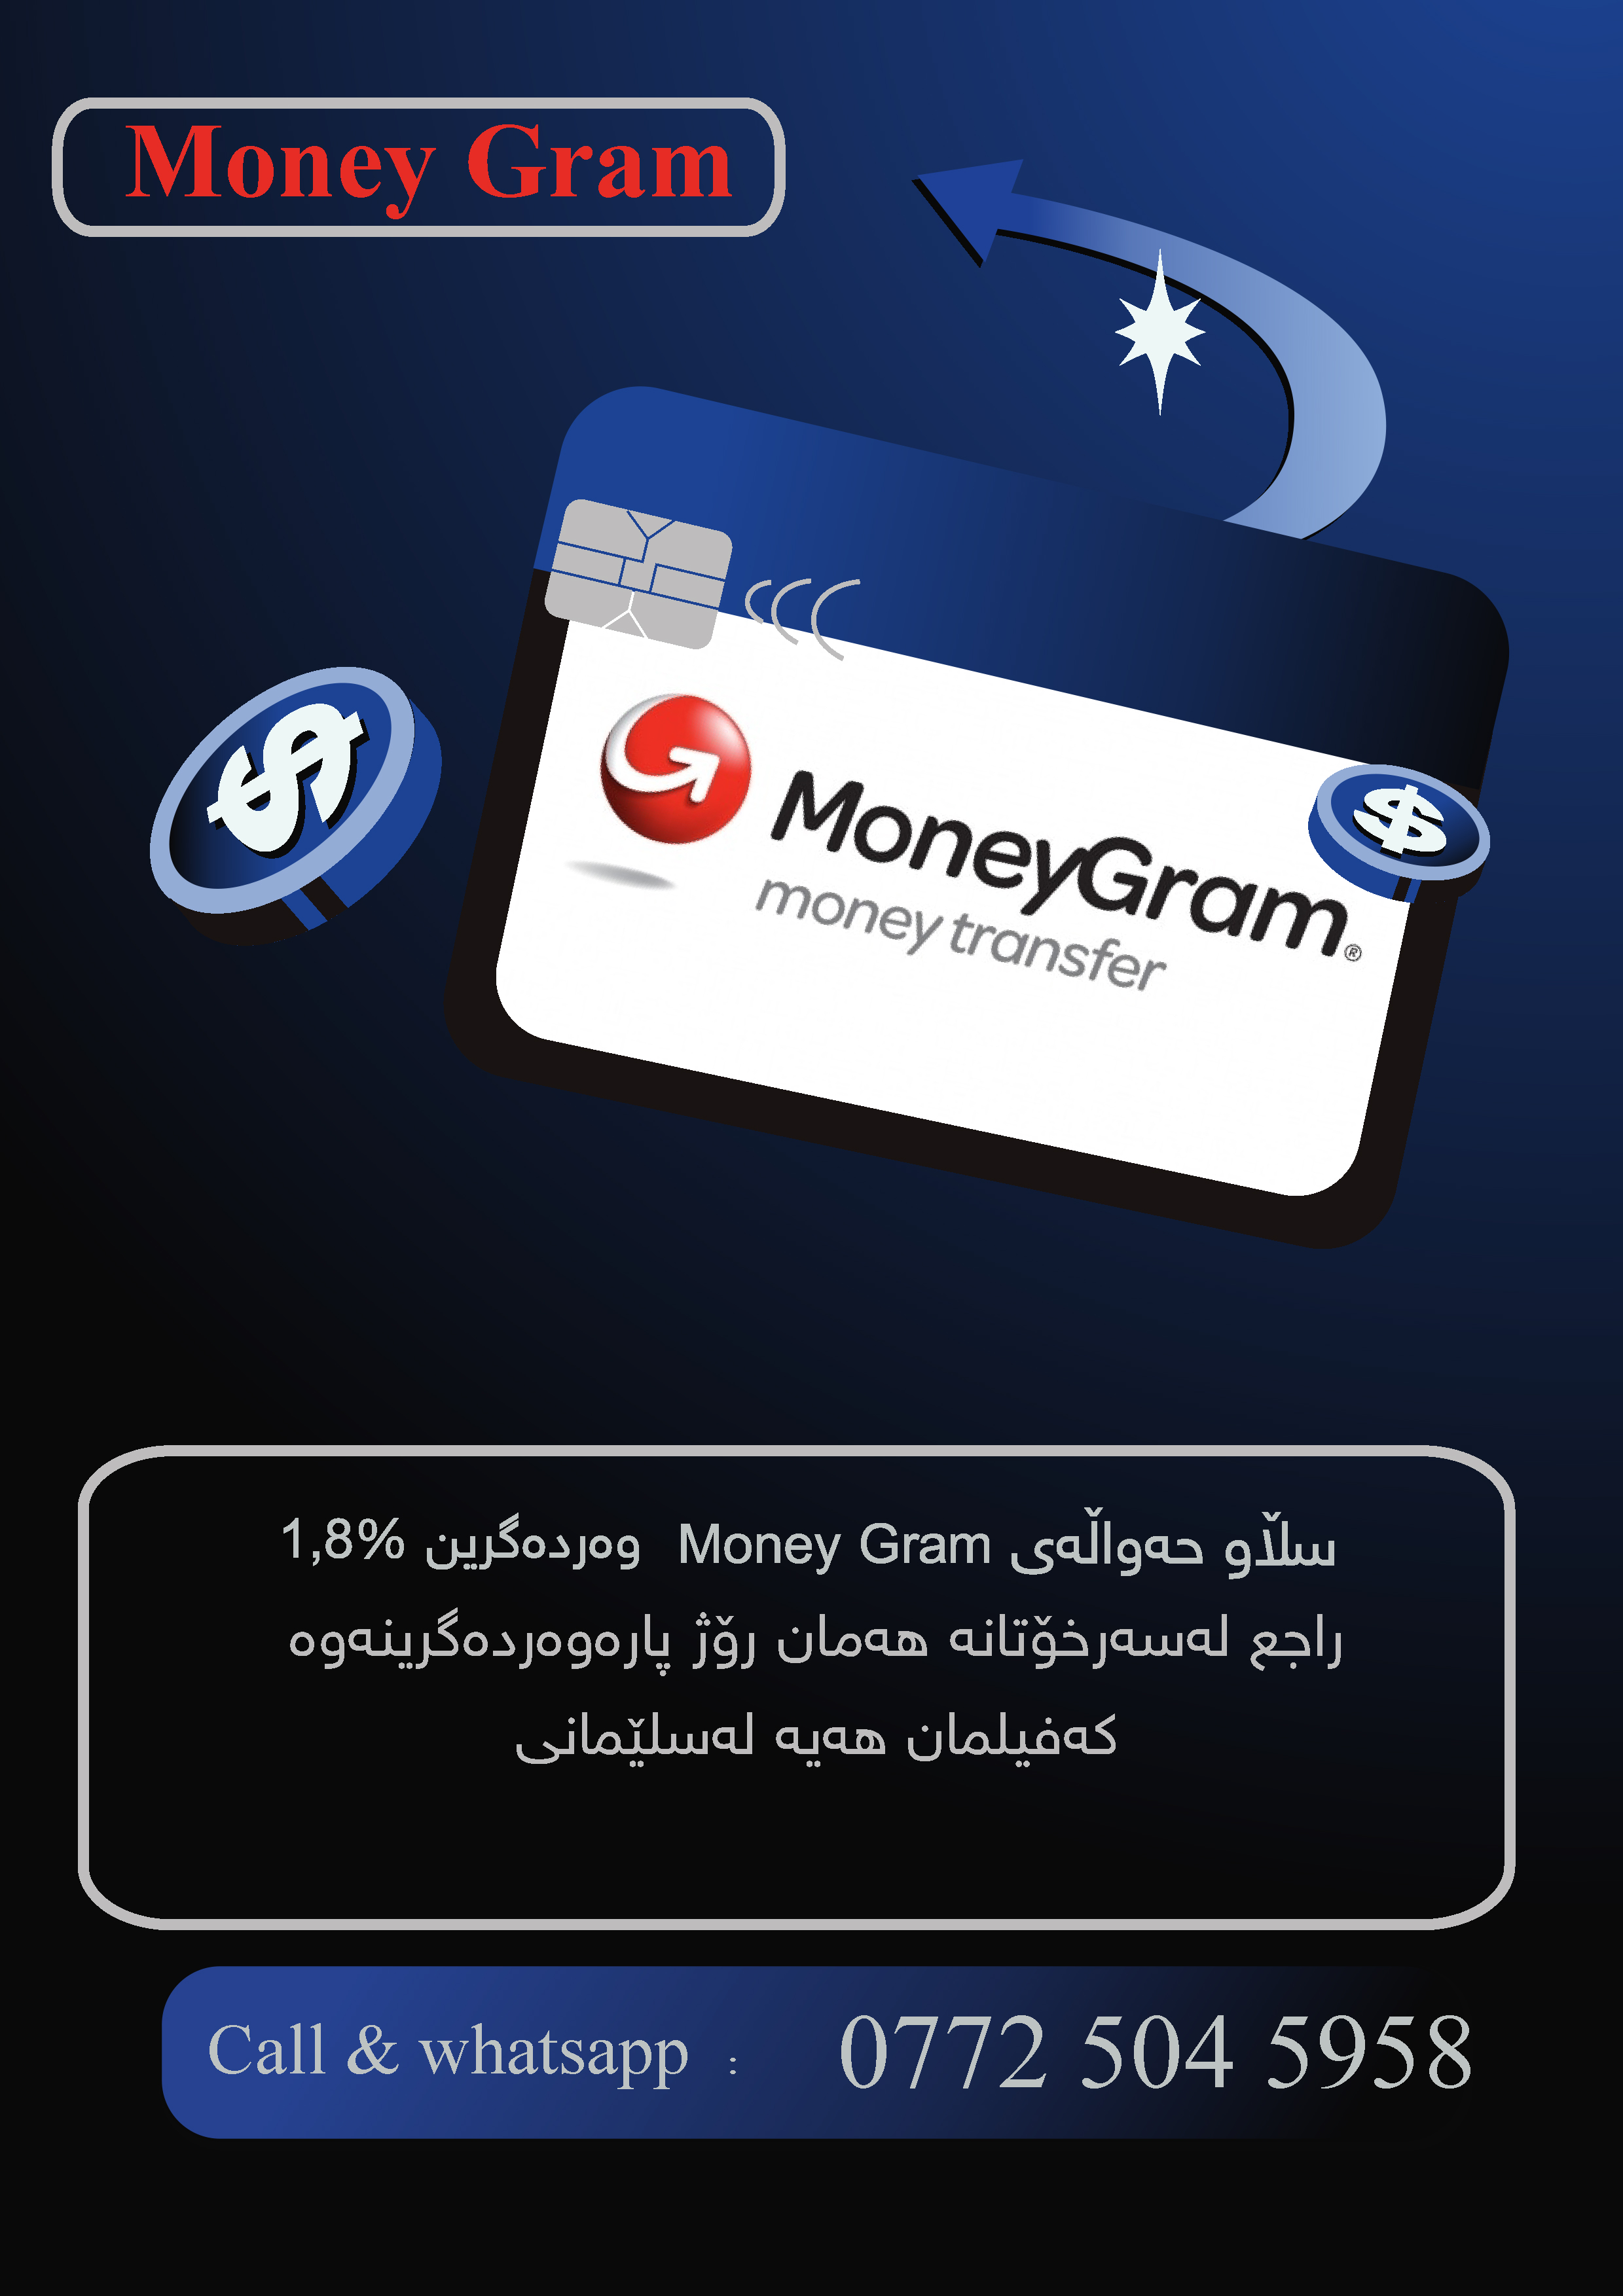 Money Gram
MoneyGram®
money transfer
$
$
سڵاو حەواڵەی Money Gram وەردەگرین 1,8%
راجع لەسەرخۆتانە هەمان رۆژ پارەوەردەگرینەوە
کەفیلمان هەیە لەسلێمانی
Call & whatsapp : 0772 504 5958